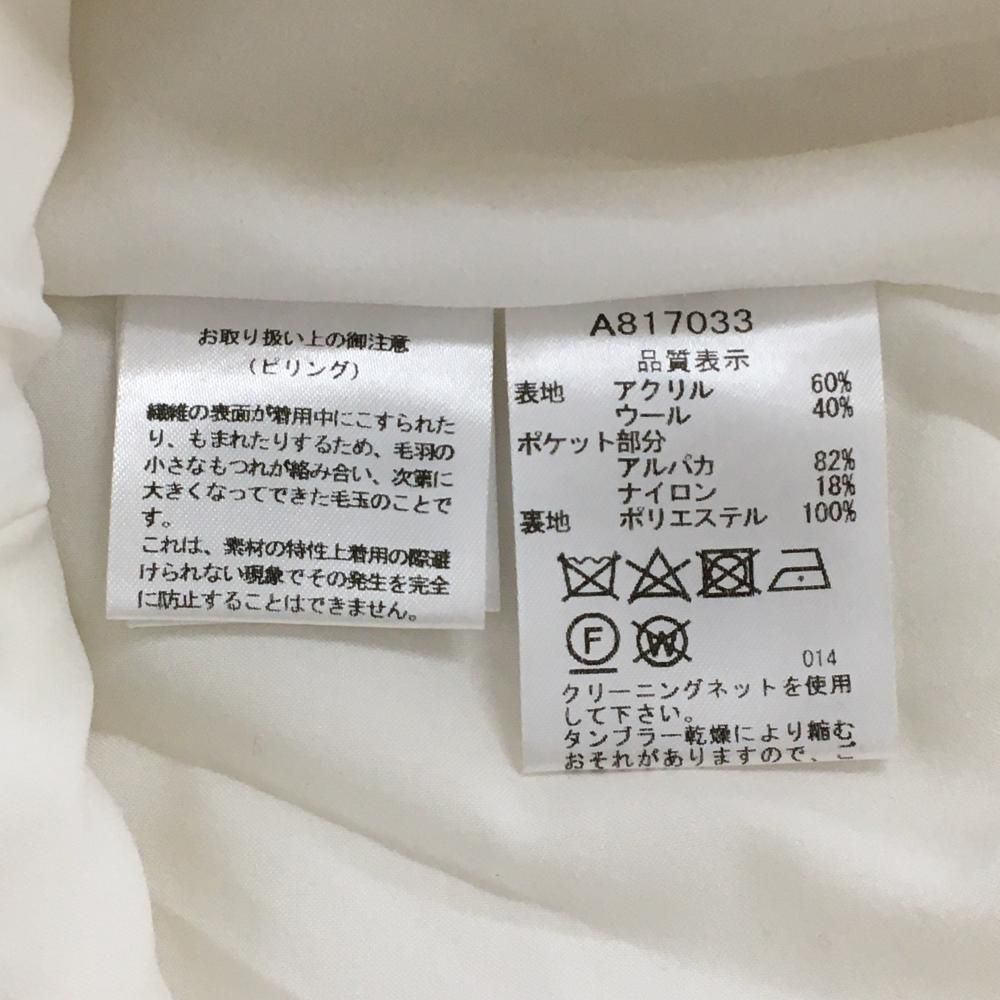 お取り扱い上の御注意
(ピリング)
繊維の表面が着用中にこすられた
り、もまれたりするため、毛羽の
小さなもつれが絡み合い、次第に
大きくなってできた毛玉のことで
す。
これは、素材の特性上着用の際避
けられない現象でその発生を完全
に防止することはできません。
A817033
品質表示
表地 アクリル 60%
ウール 40%
ポケット部分
アルパカ 82%
ナイロン 18%
裏地 ポリエステル 100%
F W
014
クリーニングネットを使用
して下さい。
タンブラー乾燥により縮む
おそれがありますので、ご